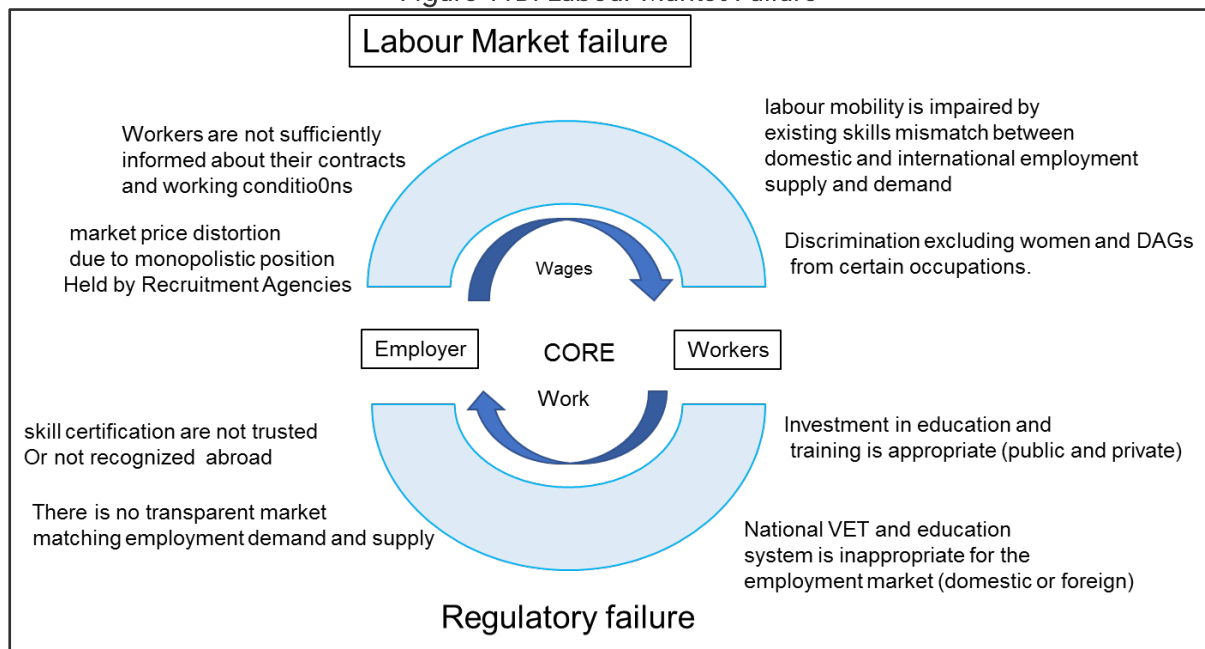 Labour Market failure
Workers are not sufficiently
informed about their contracts
and working conditio0ns
market price distortion
due to monopolistic position
Held by Recruitment Agencies
labour mobility is impaired by
existing skills mismatch between
domestic and international employment
supply and demand
Discrimination excluding women and DAGs
from certain occupations.
Wages
Employer
CORE
Workers
Work
skill certification are not trusted
Or not recognized abroad
There is no transparent market
matching employment demand and supply
Investment in education and
training is appropriate (public and private)
National VET and education
system is inappropriate for the
employment market (domestic or foreign)
Regulatory failure